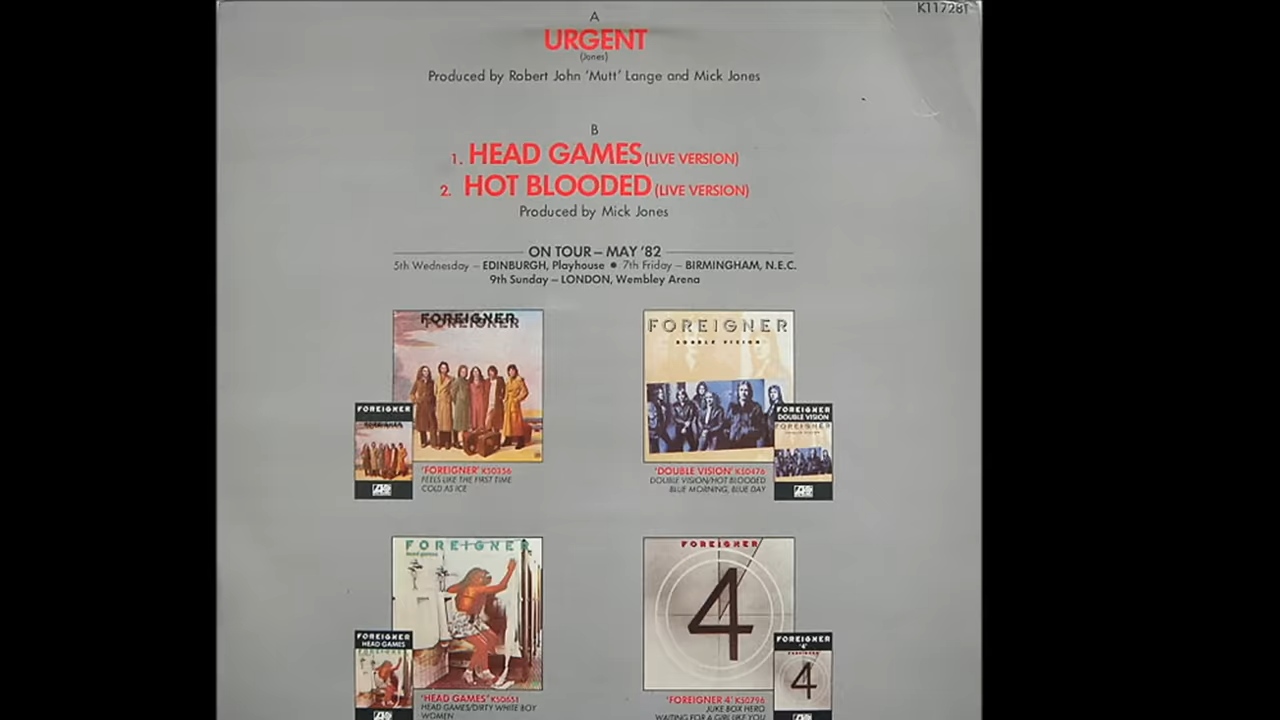 K11728T
A
URGENT
(Jones)
Produced by Robert John 'Mutt' Lange and Mick Jones
B
1. HEAD GAMES (LIVE VERSION)
2. HOT BLOODED (LIVE VERSION)
Produced by Mick Jones
ON TOUR – MAY '82
5th Wednesday – EDINBURGH, Playhouse • 7th Friday – BIRMINGHAM, N.E.C.
9th Sunday – LONDON, Wembley Arena
FOREIGNER
FOREIGNER
'FOREIGNER' K50356
FEELS LIKE THE FIRST TIME
COLD AS ICE
FOREIGNER
DOUBLE VISION
FOREIGNER
DOUBLE VISION
FOREIGNER
'DOUBLE VISION' K50476
DOUBLE VISION/HOT BLOODED
BLUE MORNING, BLUE DAY
FOREIGNER
head games
FOREIGNER
HEAD GAMES
FOREIGNER
'HEAD GAMES' K50651
HEAD GAMES/DIRTY WHITE BOY
WOMEN
FOREIGNER
4
FOREIGNER
'4'
4
'FOREIGNER 4' K50796
JUKE BOX HERO
WAITING FOR A GIRL LIKE YOU